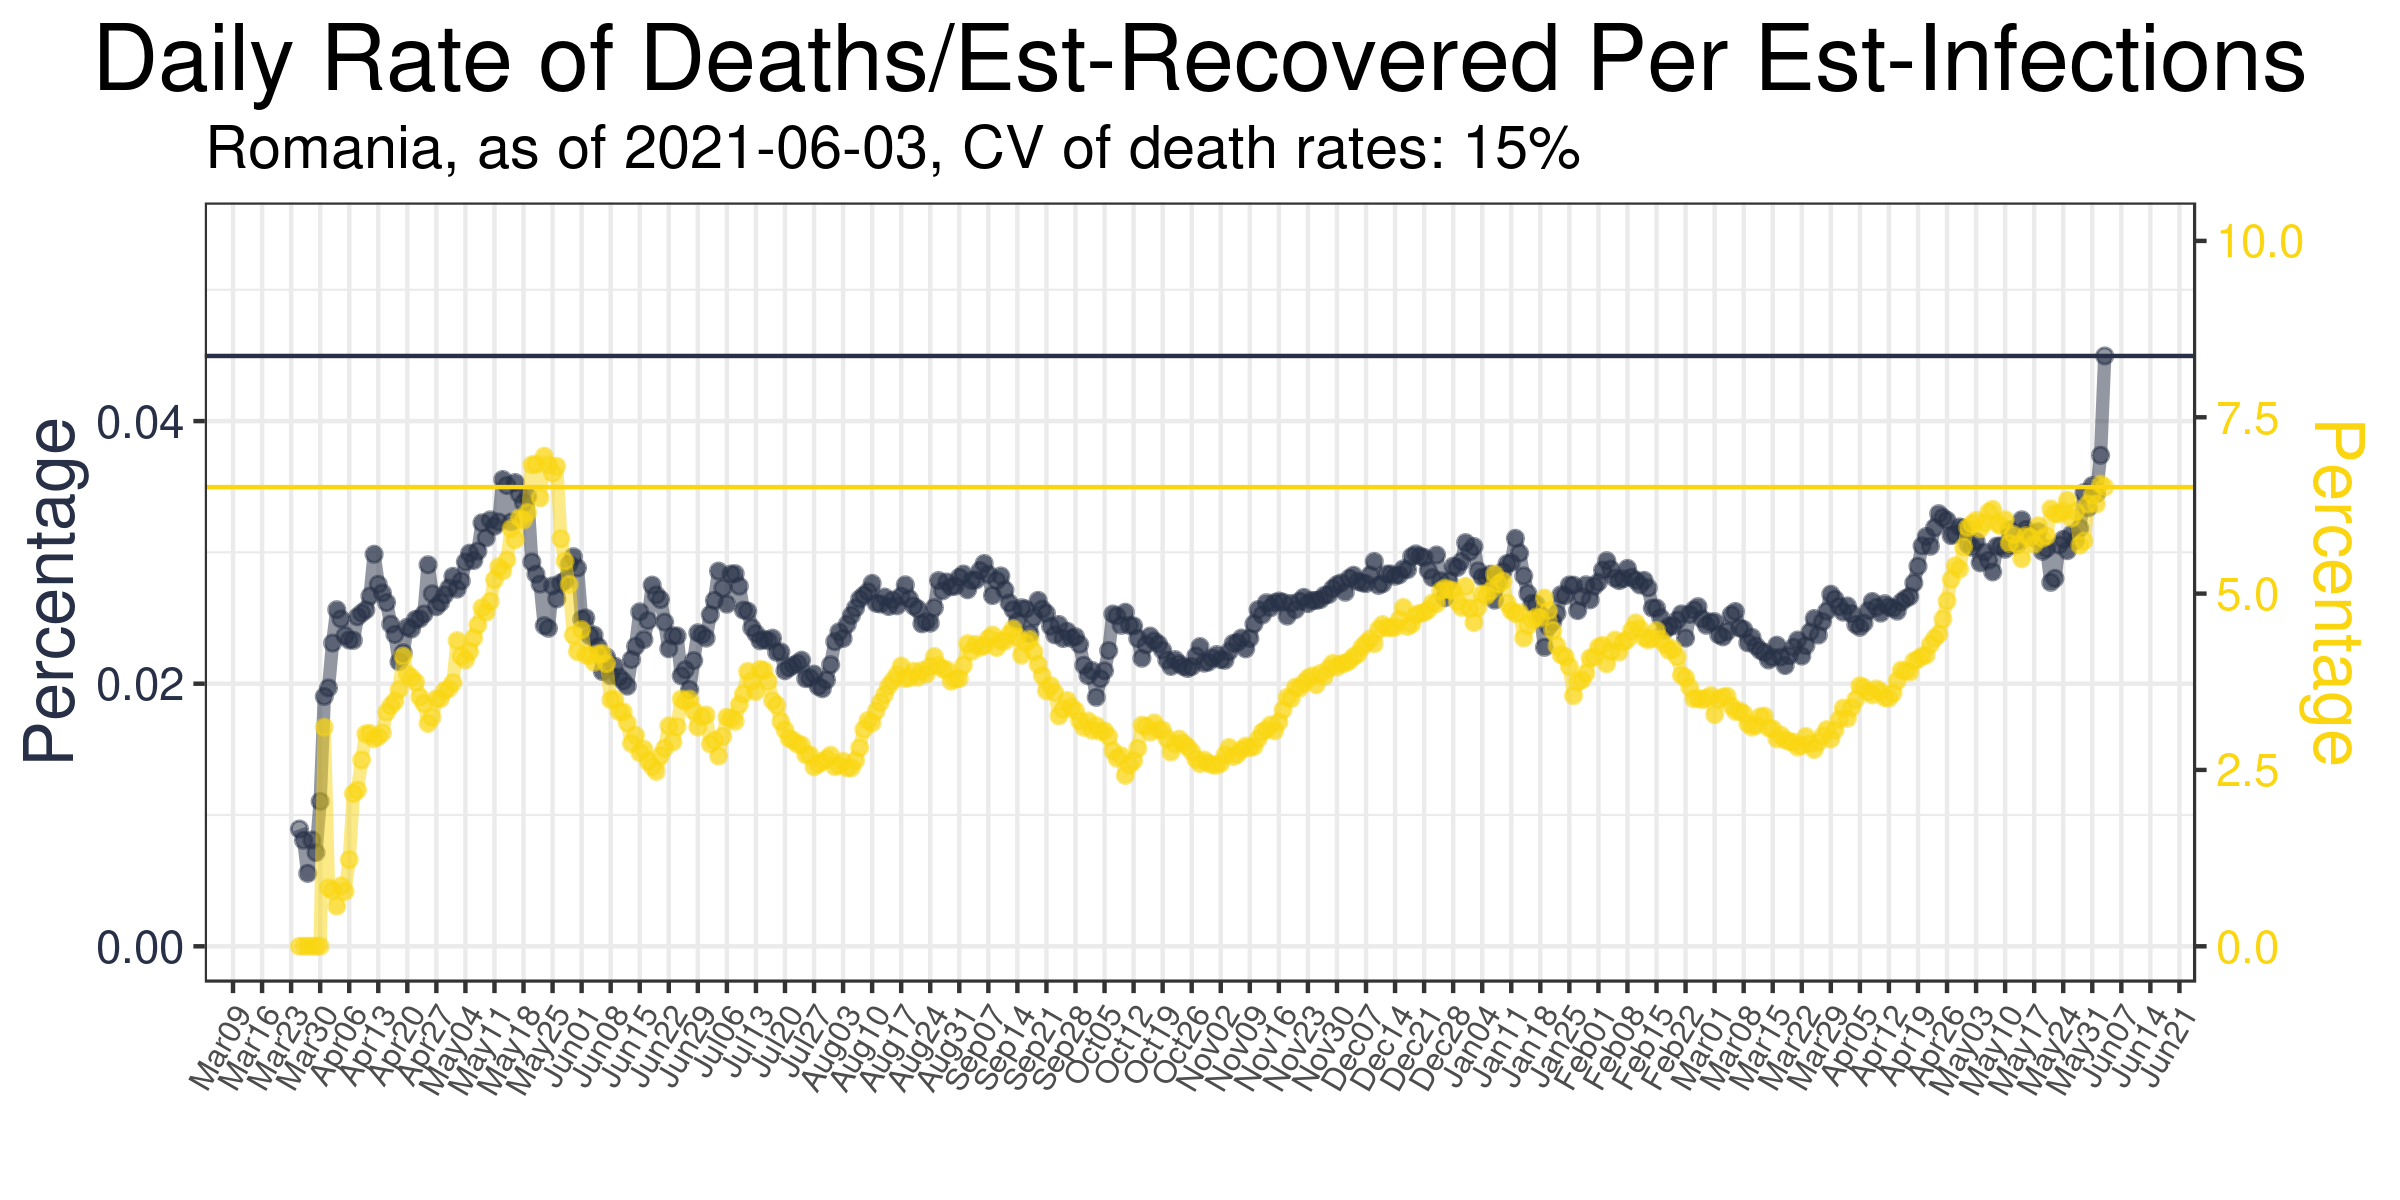 Daily Rate of Deaths/Est-Recovered Per Est-Infections
Romania, as of 2021-06-03, CV of death rates: 15%
Percentage
0.04
0.02
0.00
10.0
7.5
5.0
2.5
0.0
Percentage
Mar09
Mar16
Mar23
Mar30
Apr06
Apr13
Apr20
Apr27
May04
May11
May18
May25
Jun01
Jun08
Jun15
Jun22
Jun29
Jul06
Jul13
Jul20
Jul27
Aug03
Aug10
Aug17
Aug24
Aug31
Sep07
Sep14
Sep21
Sep28
Oct05
Oct12
Oct19
Oct26
Nov02
Nov09
Nov16
Nov23
Nov30
Dec07
Dec14
Dec21
Dec28
Jan04
Jan11
Jan18
Jan25
Feb01
Feb08
Feb15
Feb22
Mar01
Mar08
Mar15
Mar22
Mar29
Apr05
Apr12
Apr19
Apr26
May03
May10
May17
May24
May31
Jun07
Jun14
Jun21